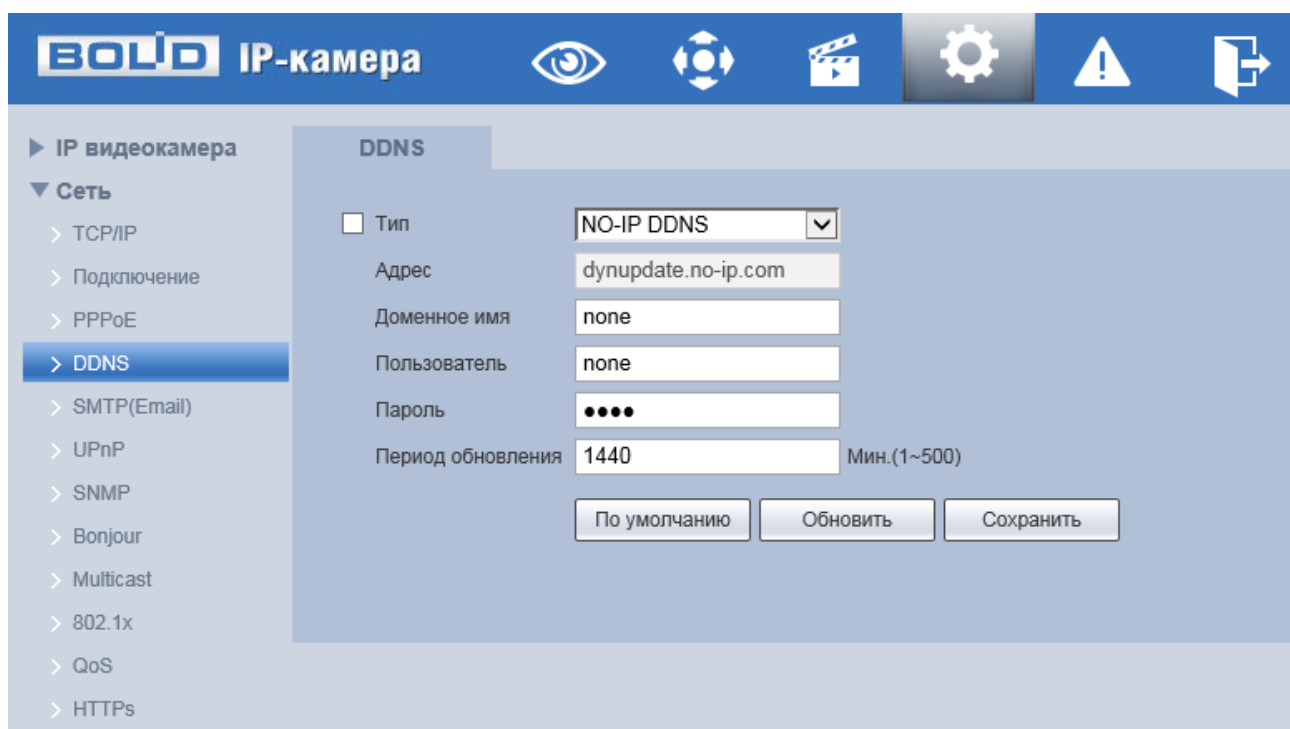 BOLID IP-камера
IP видеокамера
Сеть
TCP/IP
Подключение
PPPoE
DDNS
SMTP(Email)
UPnP
SNMP
Bonjour
Multicast
802.1x
QoS
HTTPs
DDNS
Тип NO-IP DDNS
Адрес dynupdate.no-ip.com
Доменное имя none
Пользователь none
Пароль ●●●●
Период обновления 1440 Мин.(1~500)
По умолчанию Обновить Сохранить